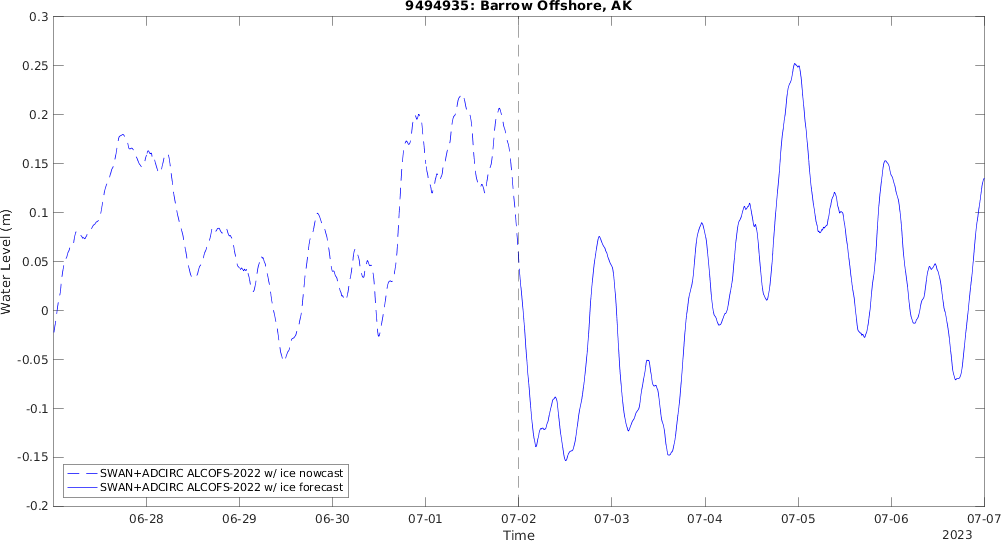 9494935: Barrow Offshore, AK
0.3
0.25
0.2
0.15
0.1
0.05
0
-0.05
-0.1
-0.15
-0.2
Water Level (m)
SWAN+ADCIRC ALCOFS-2022 w/ ice nowcast
SWAN+ADCIRC ALCOFS-2022 w/ ice forecast
06-28 06-29 06-30 07-01 07-02 07-03 07-04 07-05 07-06 07-07
Time
2023